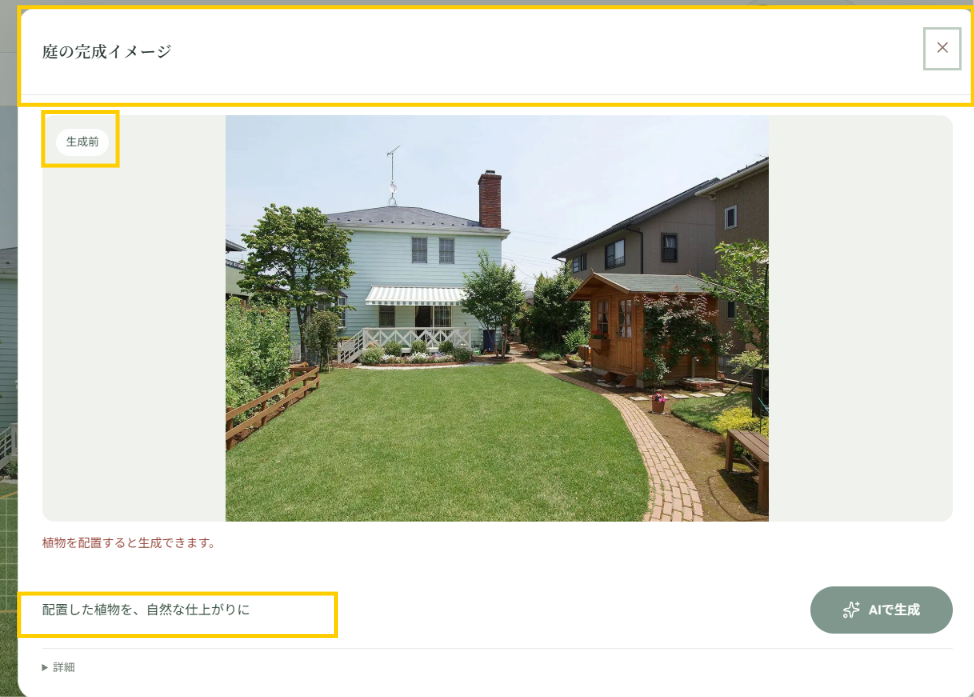 庭の完成イメージ
生成前
植物を配置すると生成できます。
配置した植物を、自然な仕上がりに
AIで生成
詳細